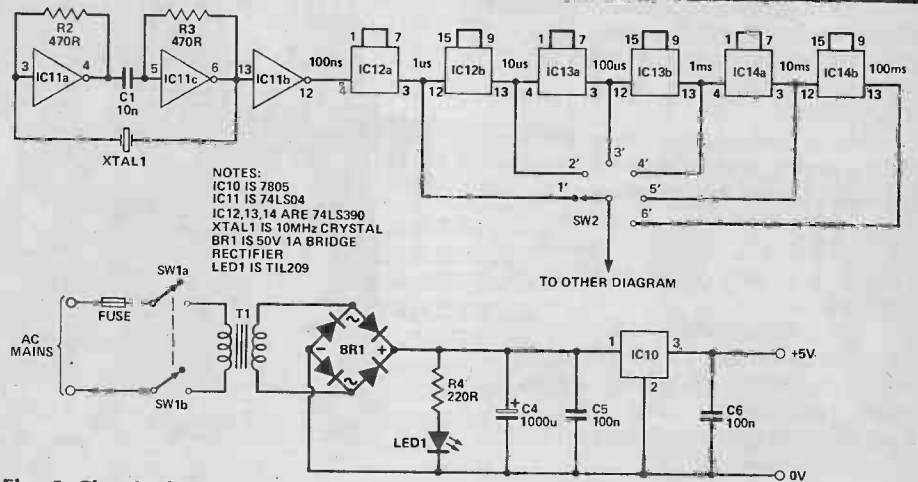 R2
470R
R3
470R
3
IC11a
4
C1
10n
5
IC11c
6
13
IC11b
12
XTAL1
100ns
4
1
7
IC12a
3
1us
12
15
9
IC12b
13
10us
4
1
7
IC13a
3
100us
12
15
9
IC13b
13
1ms
4
1
7
IC14a
3
10ms
12
15
9
IC14b
13
100ms
1'
2'
3'
4'
5'
6'
SW2
TO OTHER DIAGRAM
NOTES:
IC10 IS 7805
IC11 IS 74LS04
IC12,13,14 ARE 74LS390
XTAL1 IS 10MHz CRYSTAL
BR1 IS 50V 1A BRIDGE
RECTIFIER
LED1 IS TIL209
AC
MAINS
FUSE
SW1a
SW1b
T1
~
-
BR1
+
~
R4
220R
LED1
+
C4
1000u
C5
100n
1
IC10
3
2
C6
100n
+5V
0V